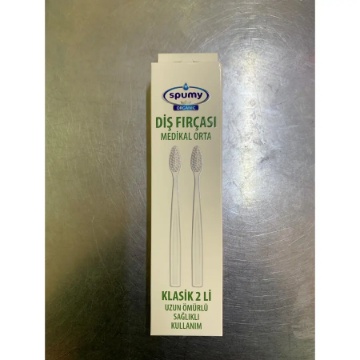 spumy
ORGANIC
DİŞ FIRÇASI
MEDİKAL ORTA
KLASİK 2 Lİ
UZUN ÖMÜRLÜ
SAĞLIKLI
KULLANIM